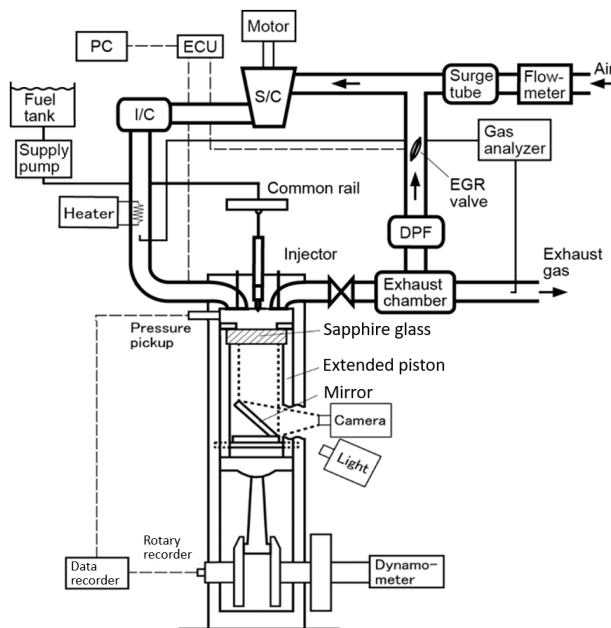 Motor
PC
ECU
S/C
Surge
tube
Flow-
meter
Air
Fuel
tank
I/C
Gas
analyzer
Supply
pump
EGR
valve
Common rail
Heater
DPF
Injector
Exhaust
gas
Exhaust
chamber
Pressure
pickup
Sapphire glass
Extended piston
Mirror
Camera
Light
Rotary
recorder
Data
recorder
Dynamo-
meter